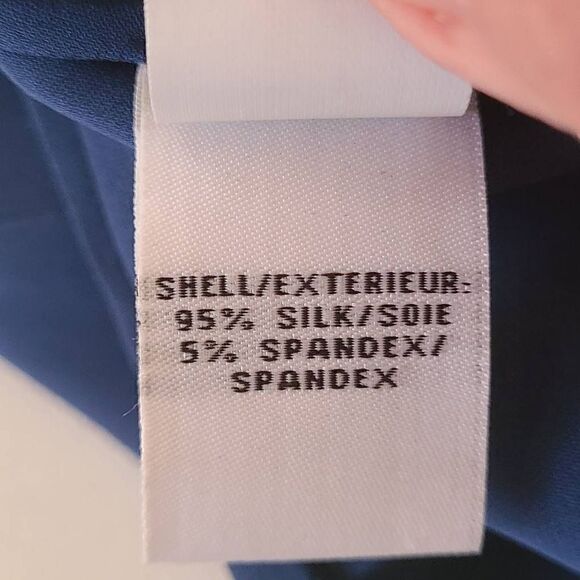 SHELL/EXTERIEUR:
95% SILK/SOIE
5% SPANDEX/
SPANDEX